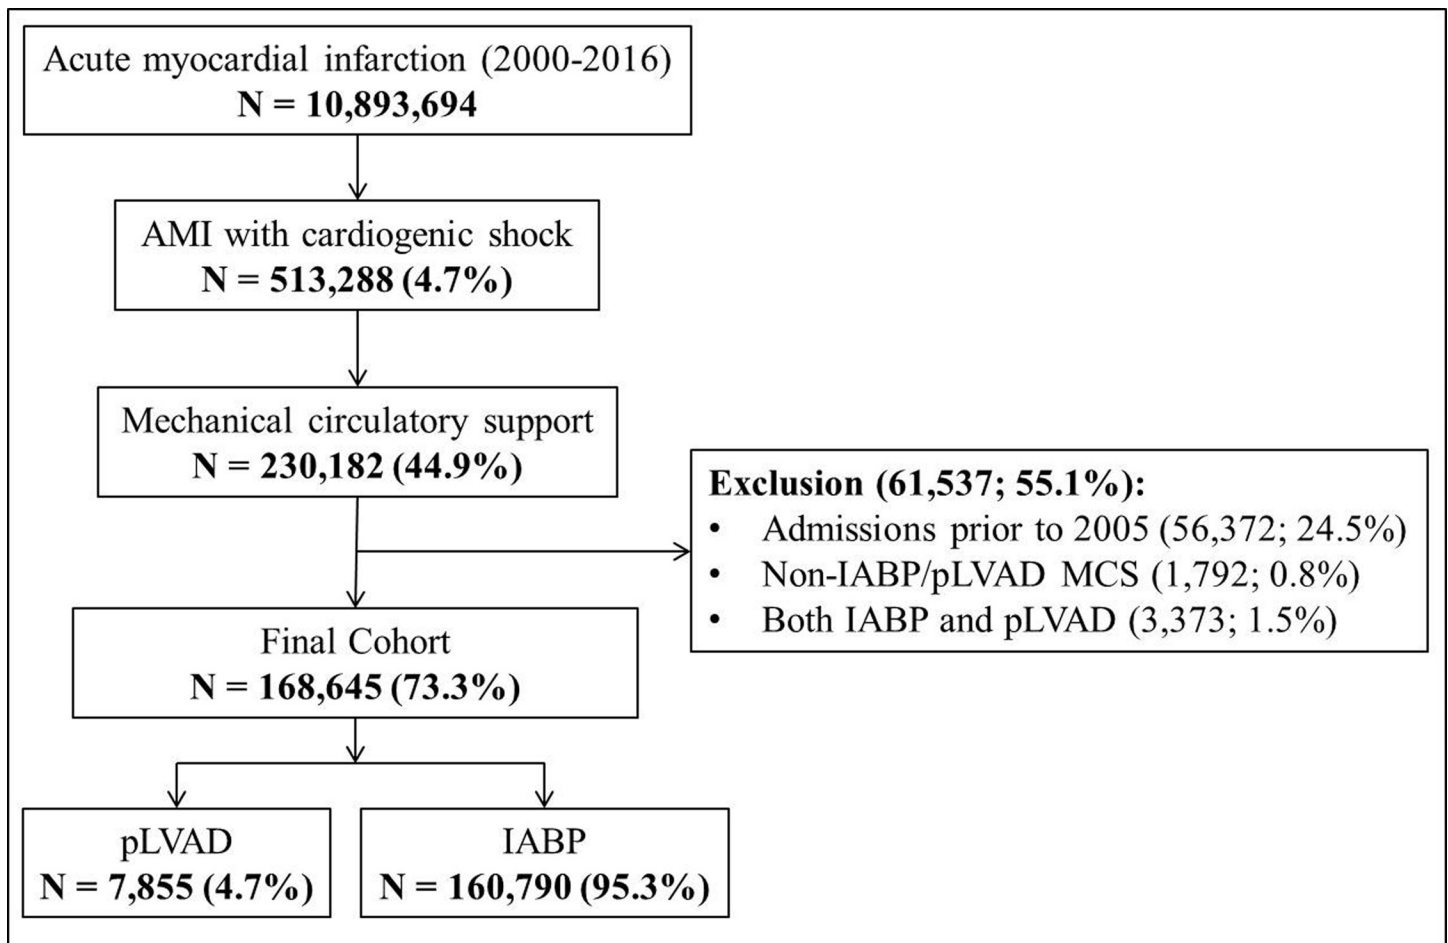 Acute myocardial infarction (2000-2016)
N = 10,893,694
AMI with cardiogenic shock
N = 513,288 (4.7%)
Mechanical circulatory support
N = 230,182 (44.9%)
Exclusion (61,537; 55.1%):
• Admissions prior to 2005 (56,372; 24.5%)
• Non-IABP/pLVAD MCS (1,792; 0.8%)
• Both IABP and pLVAD (3,373; 1.5%)
Final Cohort
N = 168,645 (73.3%)
pLVAD
N = 7,855 (4.7%)
IABP
N = 160,790 (95.3%)